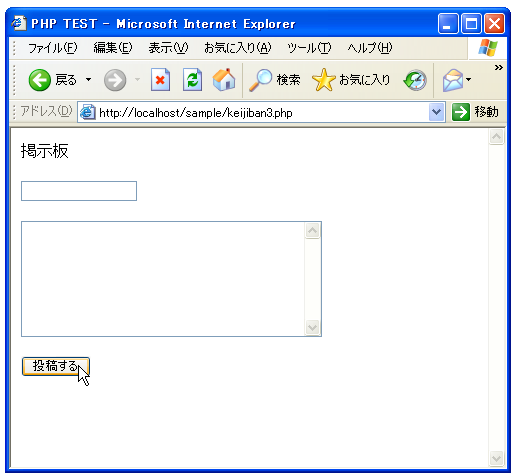 PHP TEST - Microsoft Internet Explorer
ファイル(F) 編集(E) 表示(V) お気に入り(A) ツール(T) ヘルプ(H)
戻る 検索 お気に入り
アドレス(D) http://localhost/sample/keijiban3.php 移動
掲示板
投稿する